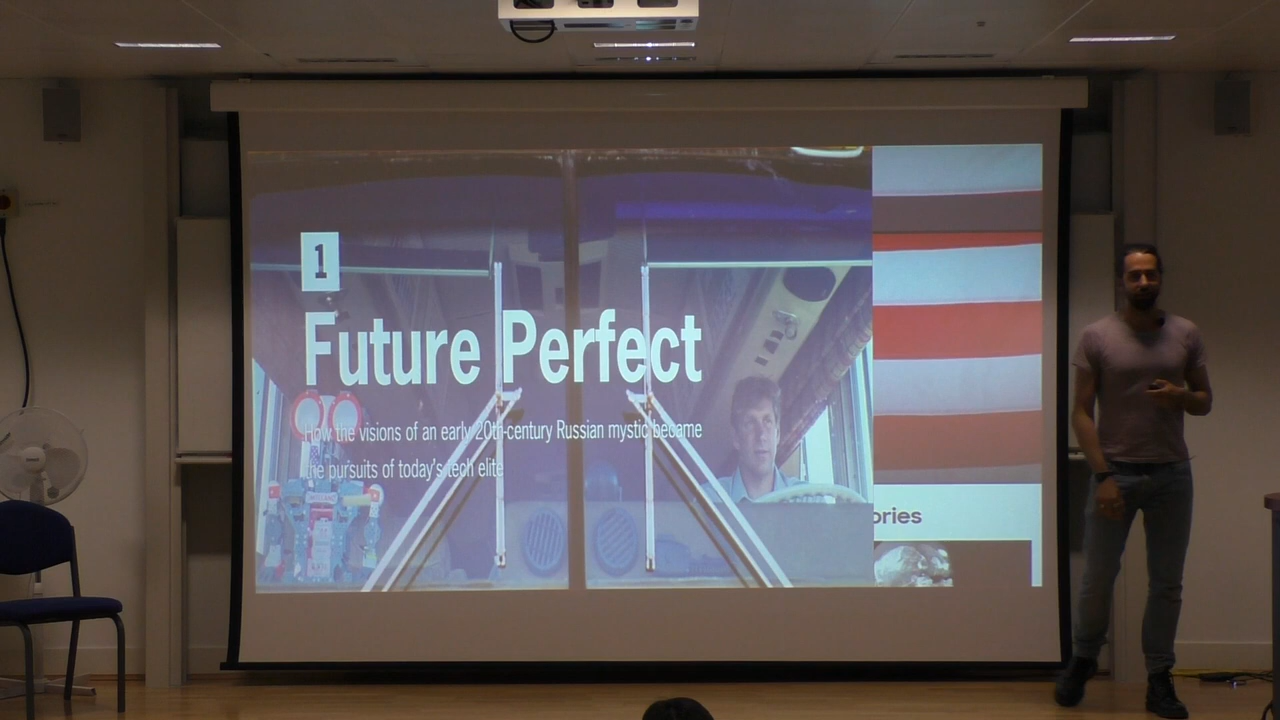 1
Future Perfect
How the visions of an early 20th-century Russian mystic became
the pursuits of today's tech elite
ories